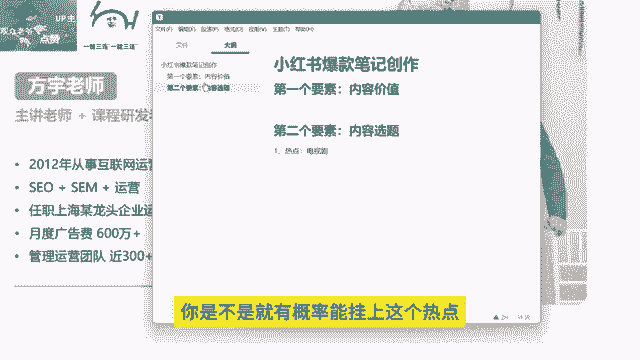 UP主
点赞
一键三连 一键三连
方宇老师
主讲老师 + 课程研发
• 2012年从事互联网运营
• SEO + SEM + 运营
• 任职上海某龙头企业运
• 月度广告费 600万+
• 管理运营团队 近300+
文件(F) 编辑(E) 段落(P) 格式(O) 视图(V) 主题(T) 帮助(H)
文件 大纲
小红书爆款笔记创作
第一个要素：内容价值
第二个要素：内容选题
小红书爆款笔记创作
第一个要素：内容价值
第二个要素：内容选题
1、热点：电视剧
你是不是就有概率能挂上这个热点